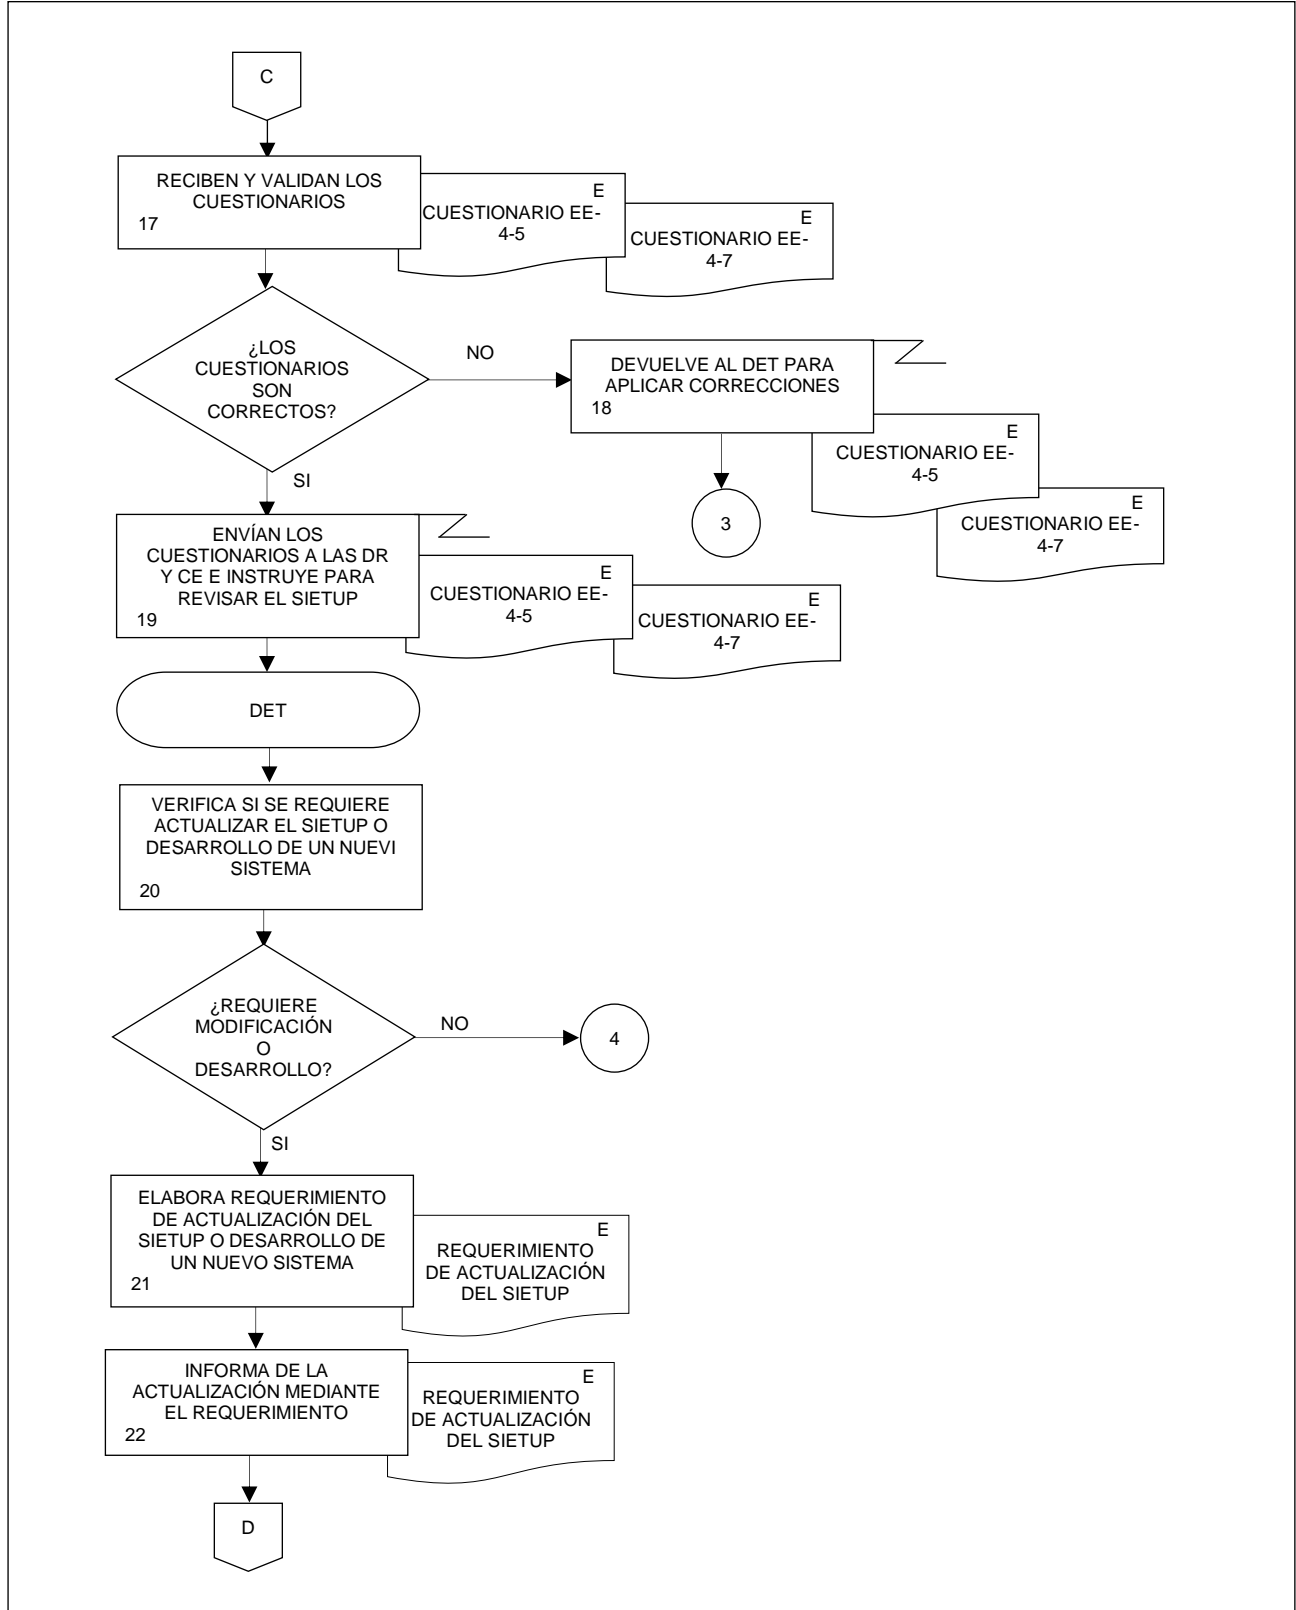 C
RECIBEN Y VALIDAN LOS
CUESTIONARIOS
17
E
CUESTIONARIO EE-
4-5
E
CUESTIONARIO EE-
4-7
¿LOS
CUESTIONARIOS
SON
CORRECTOS?
NO
DEVUELVE AL DET PARA
APLICAR CORRECCIONES
18
E
CUESTIONARIO EE-
4-5
E
CUESTIONARIO EE-
4-7
3
SI
ENVÍAN LOS
CUESTIONARIOS A LAS DR
Y CE E INSTRUYE PARA
REVISAR EL SIETUP
19
E
CUESTIONARIO EE-
4-5
E
CUESTIONARIO EE-
4-7
DET
VERIFICA SI SE REQUIERE
ACTUALIZAR EL SIETUP O
DESARROLLO DE UN NUEVI
SISTEMA
20
¿REQUIERE
MODIFICACIÓN
O
DESARROLLO?
NO
4
SI
ELABORA REQUERIMIENTO
DE ACTUALIZACIÓN DEL
SIETUP O DESARROLLO DE
UN NUEVO SISTEMA
21
E
REQUERIMIENTO
DE ACTUALIZACIÓN
DEL SIETUP
INFORMA DE LA
ACTUALIZACIÓN MEDIANTE
EL REQUERIMIENTO
22
E
REQUERIMIENTO
DE ACTUALIZACIÓN
DEL SIETUP
D